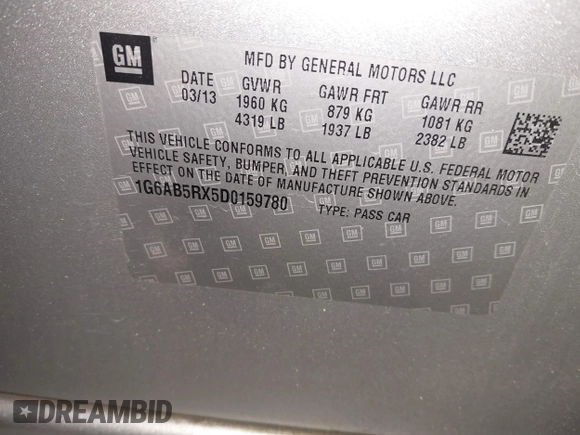 GM
MFD BY GENERAL MOTORS LLC
DATE GVWR GAWR FRT GAWR RR
03/13 1960 KG 879 KG 1081 KG
4319 LB 1937 LB 2382 LB
THIS VEHICLE CONFORMS TO ALL APPLICABLE U.S. FEDERAL MOTOR
VEHICLE SAFETY, BUMPER, AND THEFT PREVENTION STANDARDS IN
EFFECT ON THE DATE OF MANUFACTURE SHOWN ABOVE.
1G6AB5RX5D0159780 TYPE: PASS CAR
DREAMBID